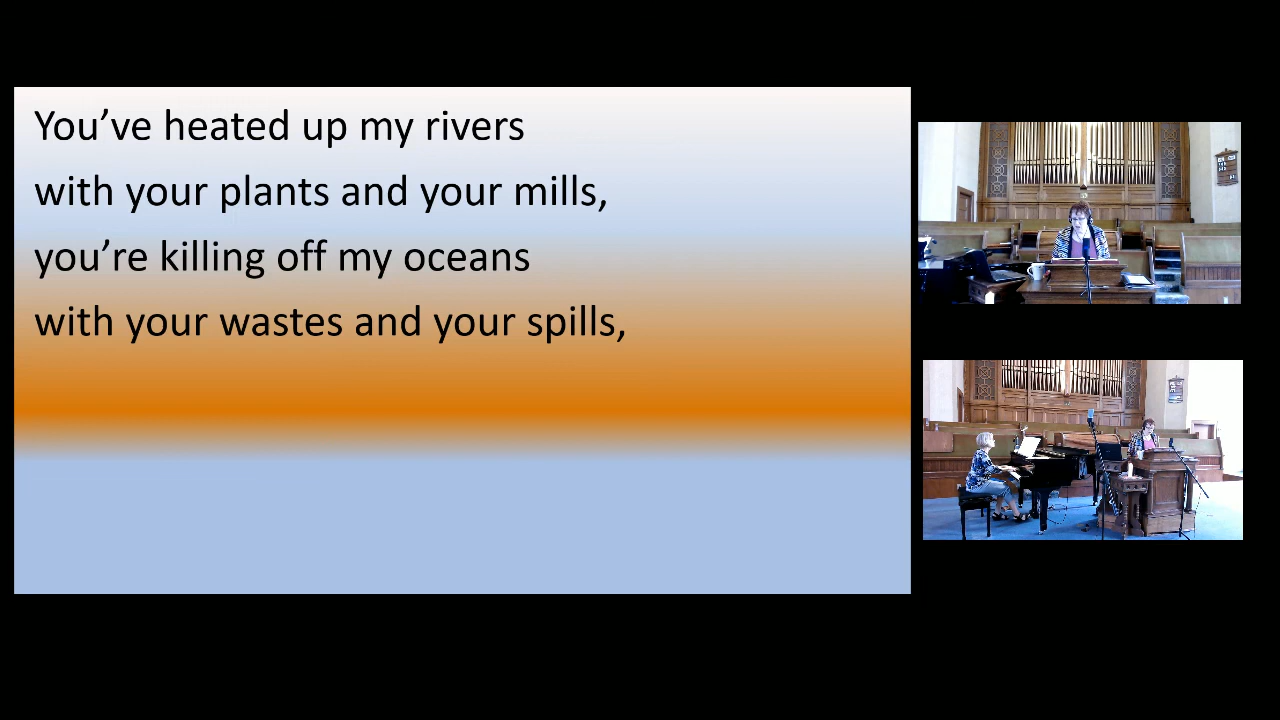 You’ve heated up my rivers
with your plants and your mills,
you’re killing off my oceans
with your wastes and your spills,